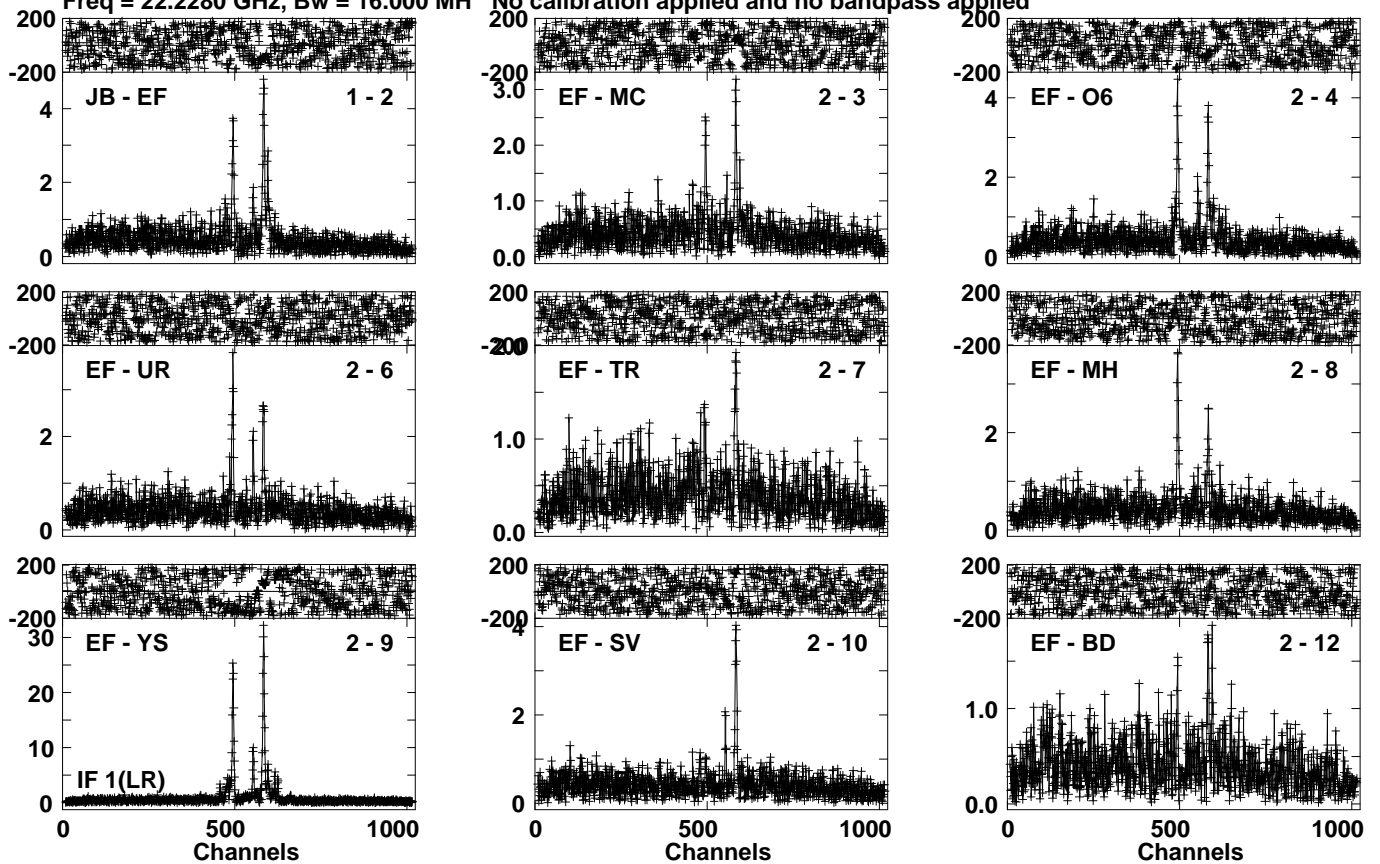 Freq = 22.2280 GHz, Bw = 16.000 MH No calibration applied and no bandpass applied
200 200 200
-200 -200 -200
JB - EF 1 - 2 EF - MC 2 - 3 EF - O6 2 - 4
4 3.0 4
2 2.0 2
1.0
0 0.0 0
200 200 200
-200 -200 -200
2.0
EF - UR 2 - 6 EF - TR 2 - 7 EF - MH 2 - 8
2 1.0 2
0 0.0 0
200 200 200
-200 -200 -200
30 4
EF - YS 2 - 9 EF - SV 2 - 10 EF - BD 2 - 12
20 2 1.0
10
IF 1(LR)
0 0 0.0
0 500 1000 0 500 1000 0 500 1000
Channels Channels Channels